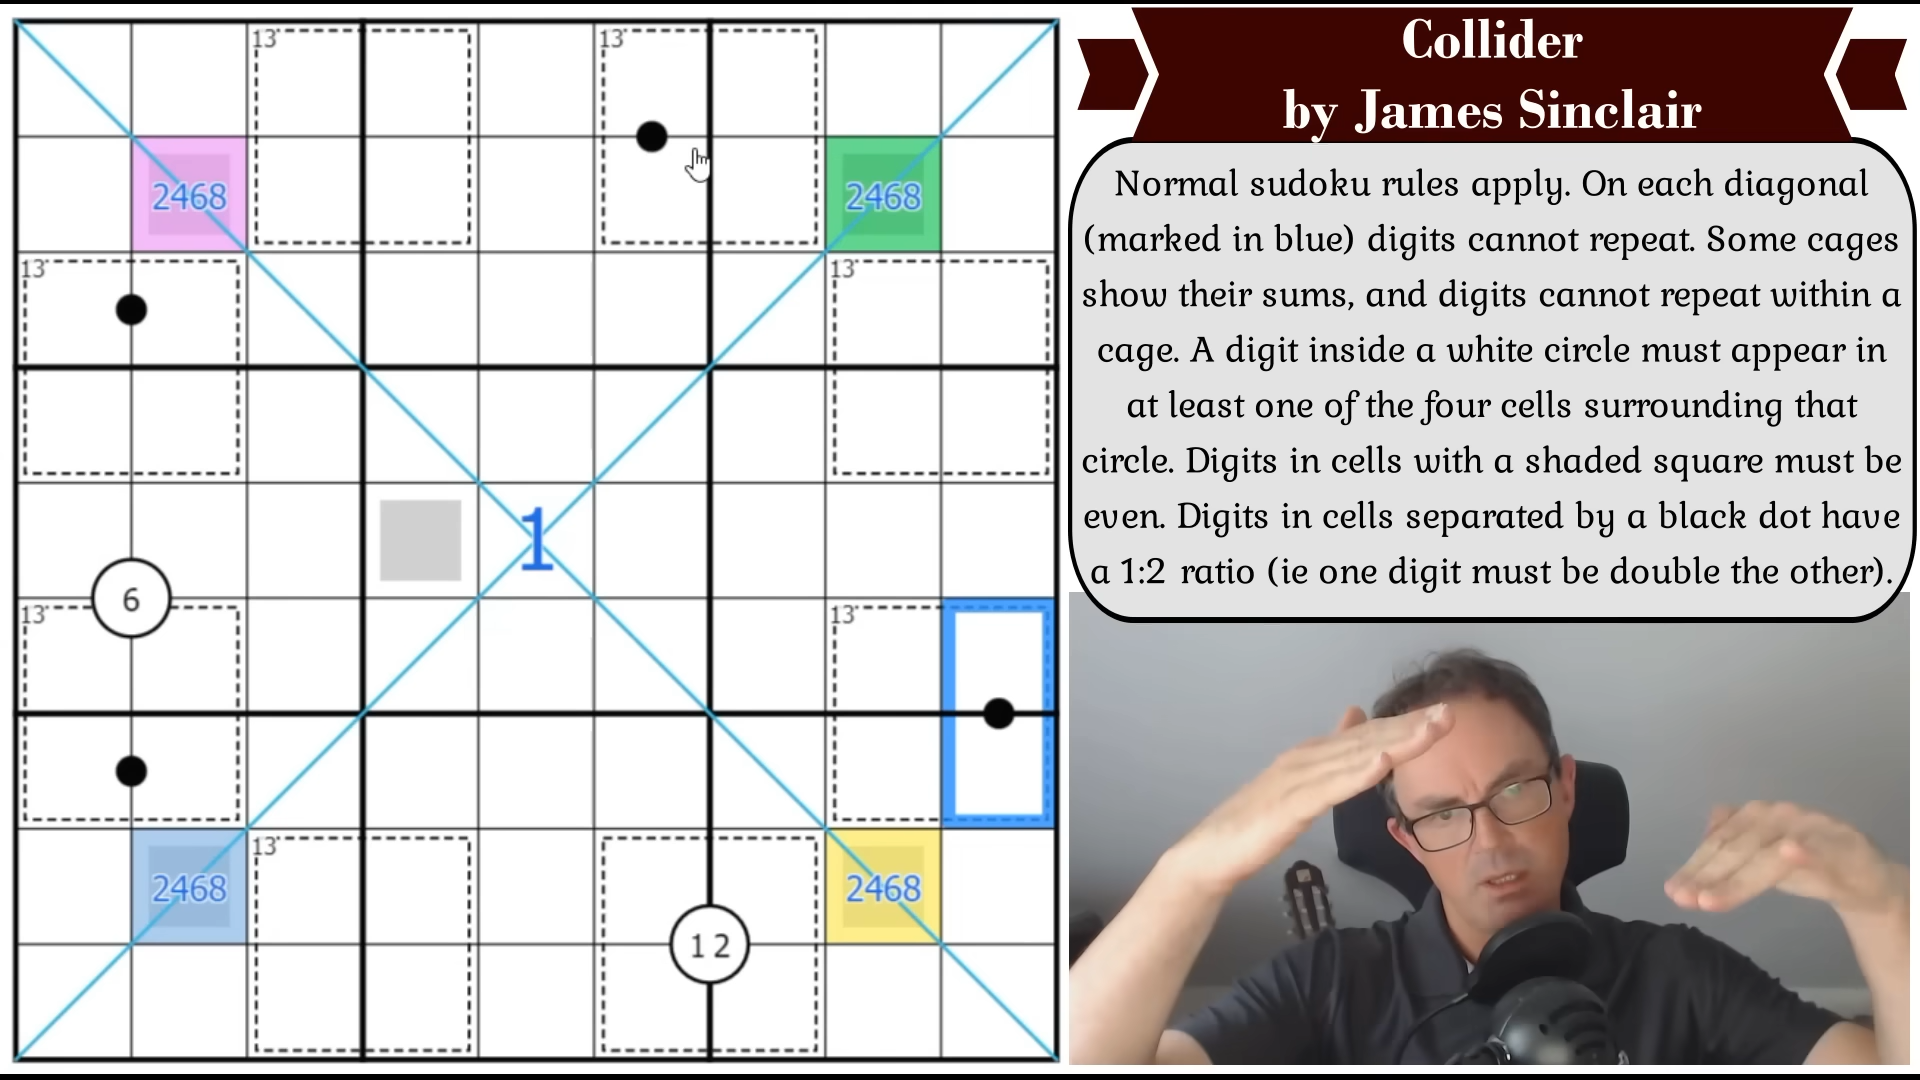 Collider
by James Sinclair
Normal sudoku rules apply. On each diagonal
(marked in blue) digits cannot repeat. Some cages
show their sums, and digits cannot repeat within a
cage. A digit inside a white circle must appear in
at least one of the four cells surrounding that
circle. Digits in cells with a shaded square must be
even. Digits in cells separated by a black dot have
a 1:2 ratio (ie one digit must be double the other).
13 13
2468 2468
13 13
1
6
13 13
2468 13 2468
1 2